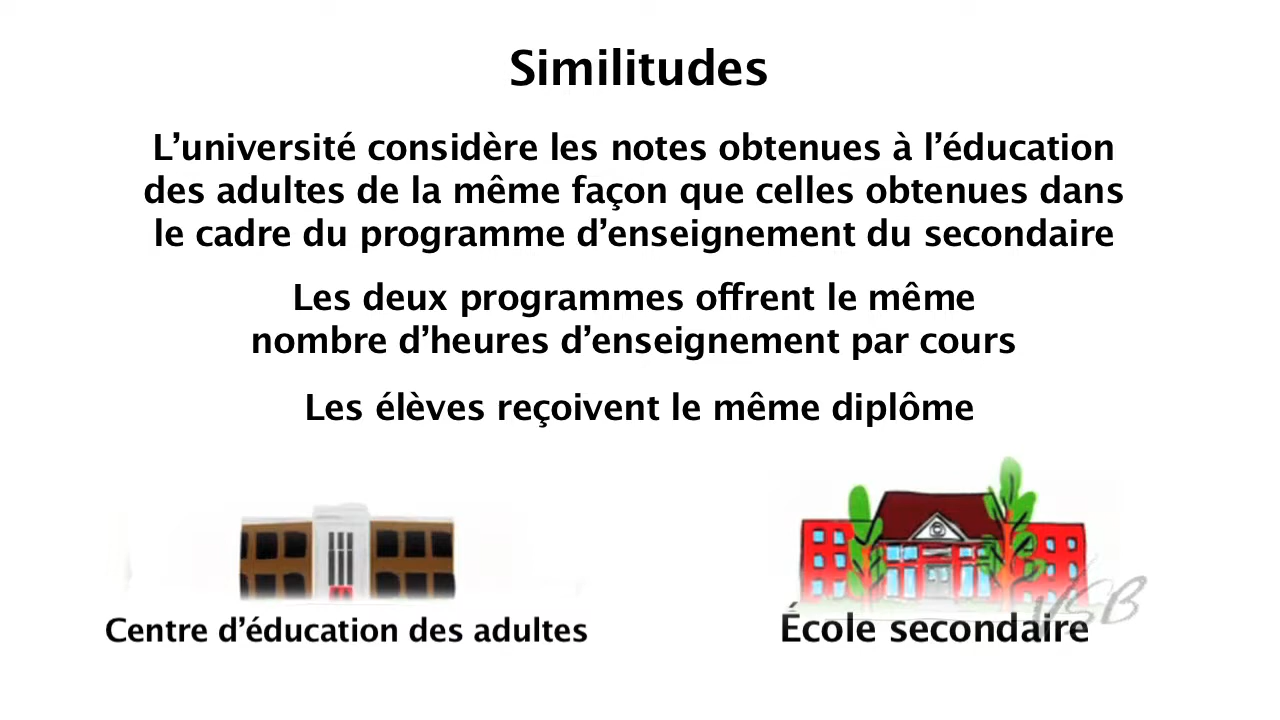 Similitudes
L’université considère les notes obtenues à l’éducation
des adultes de la même façon que celles obtenues dans
le cadre du programme d’enseignement du secondaire
Les deux programmes offrent le même
nombre d’heures d’enseignement par cours
Les élèves reçoivent le même diplôme
Centre d’éducation des adultes
École secondaire
VSB